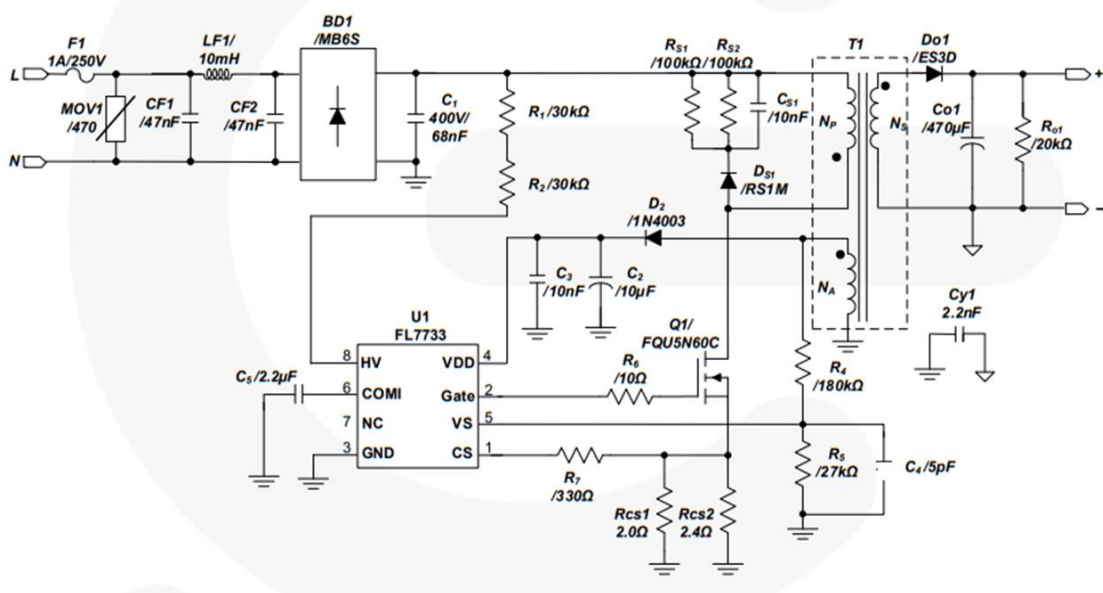 F1
1A/250V
L
MOV1
/470
N
LF1/
10mH
CF1
/47nF
CF2
/47nF
BD1
/MB6S
C1
400V/
68nF
R1/30kΩ
R2/30kΩ
RS1
/100kΩ
RS2
/100kΩ
CS1
/10nF
DS1
/RS1M
T1
NP
NS
NA
Do1
/ES3D
Co1
/470µF
Ro1
/20kΩ
+
–
D2
/1N4003
C3
/10nF
C2
/10µF
Cy1
2.2nF
U1
FL7733
8 HV
6 COMI
7 NC
3 GND
VDD 4
Gate 2
VS 5
CS 1
C5/2.2µF
Q1/
FQU5N60C
R6
/10Ω
R4
/180kΩ
R5
/27kΩ
C4/5pF
R7
/330Ω
Rcs1
2.0Ω
Rcs2
2.4Ω